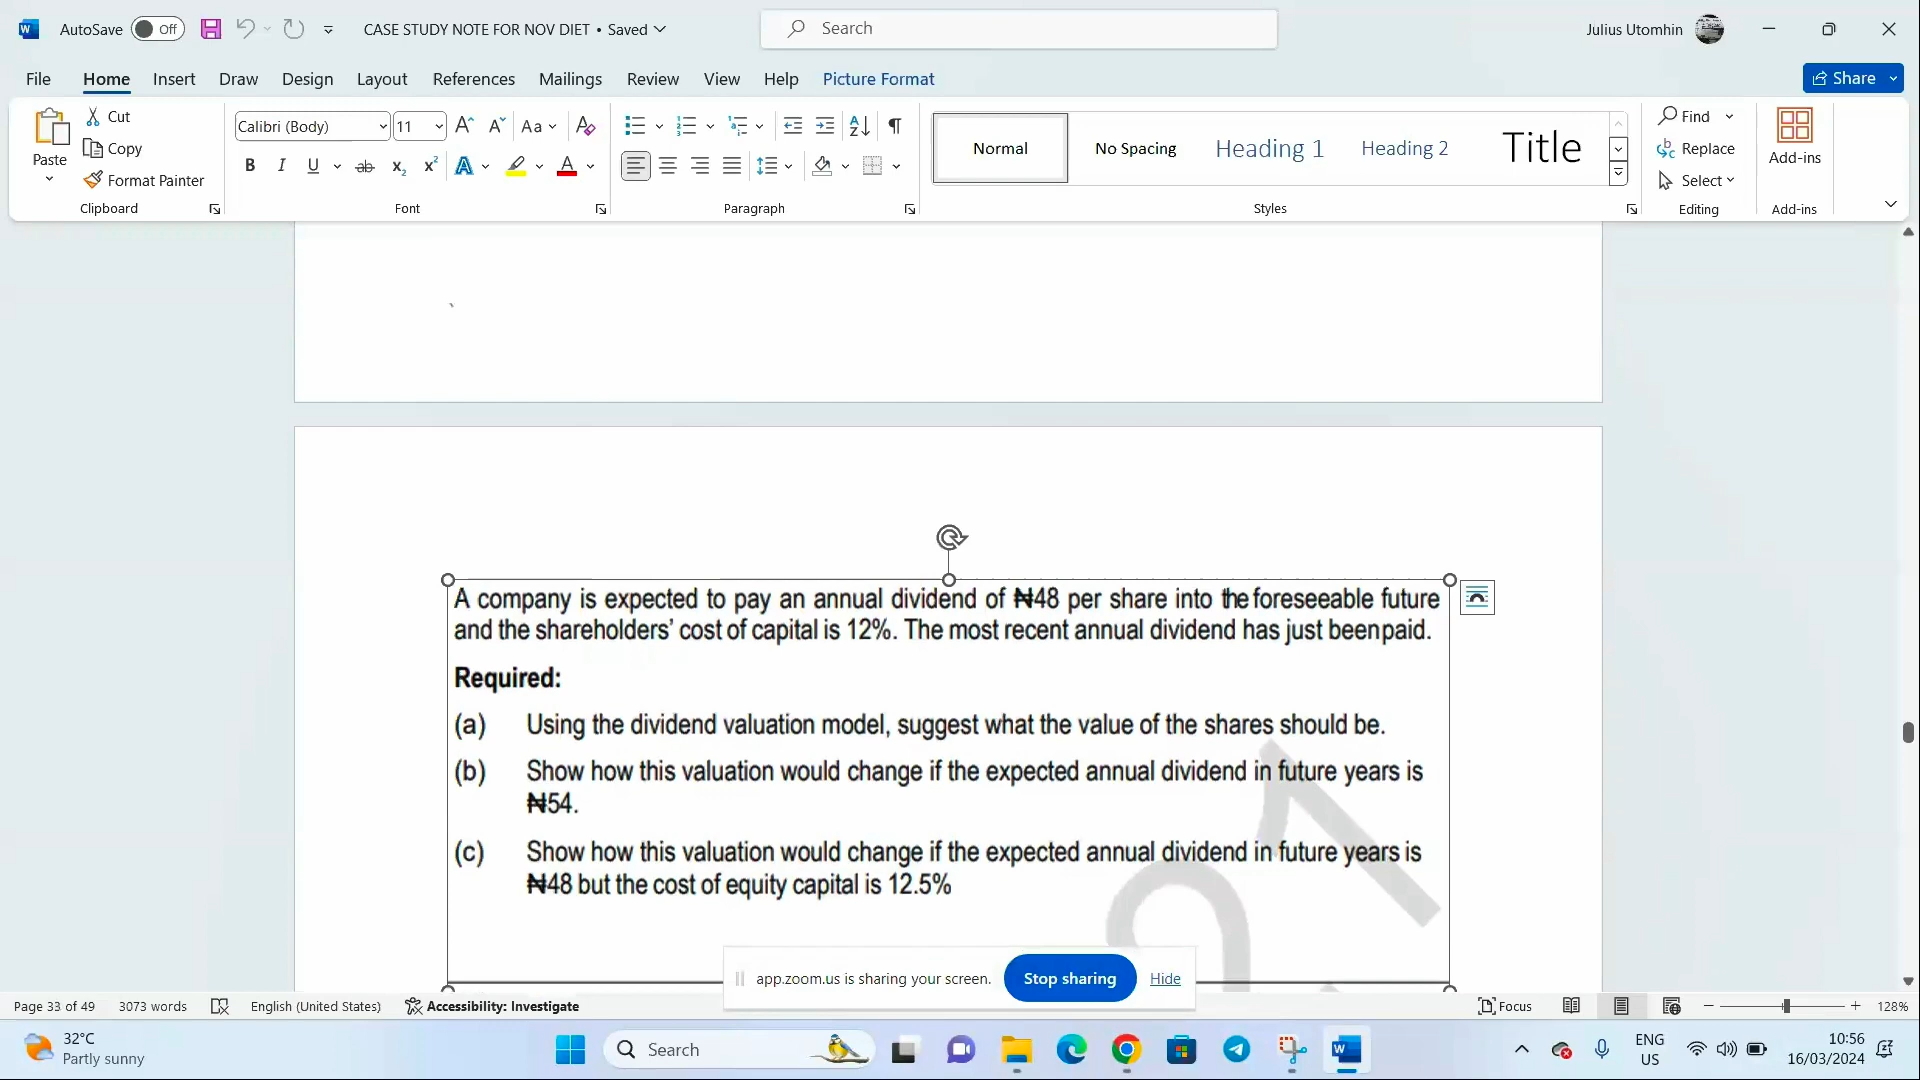 AutoSave Off CASE STUDY NOTE FOR NOV DIET • Saved Search Julius Utomhin
File Home Insert Draw Design Layout References Mailings Review View Help Picture Format Share
Paste Cut Copy Format Painter Clipboard
Calibri (Body) 11 Aa Font
Paragraph
Normal No Spacing Heading 1 Heading 2 Title Styles
Find Replace Select Editing
Add-ins Add-ins
A company is expected to pay an annual dividend of ₦48 per share into the foreseeable future
and the shareholders’ cost of capital is 12%. The most recent annual dividend has just been paid.
Required:
(a) Using the dividend valuation model, suggest what the value of the shares should be.
(b) Show how this valuation would change if the expected annual dividend in future years is
₦54.
(c) Show how this valuation would change if the expected annual dividend in future years is
₦48 but the cost of equity capital is 12.5%
app.zoom.us is sharing your screen. Stop sharing Hide
Page 33 of 49 3073 words English (United States) Accessibility: Investigate Focus 128%
32°C
Partly sunny
Search
ENG
US
10:56
16/03/2024